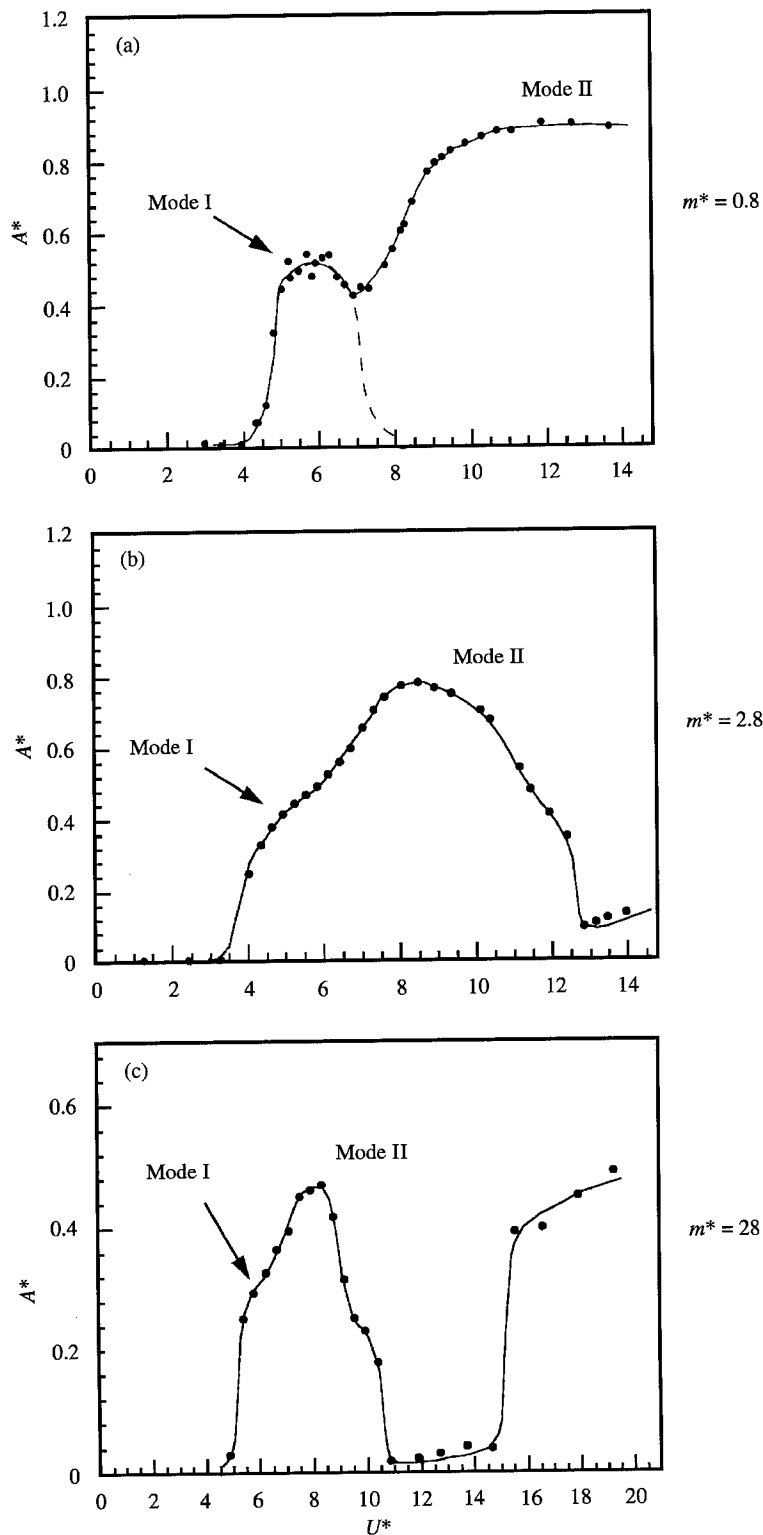 (a)
1.2
1.0
0.8
0.6
0.4
0.2
0
A*
Mode I
Mode II
m* = 0.8
0 2 4 6 8 10 12 14
(b)
1.2
1.0
0.8
0.6
0.4
0.2
0
A*
Mode I
Mode II
m* = 2.8
0 2 4 6 8 10 12 14
(c)
0.6
0.4
0.2
0
A*
Mode I
Mode II
m* = 28
0 2 4 6 8 10 12 14 16 18 20
U*